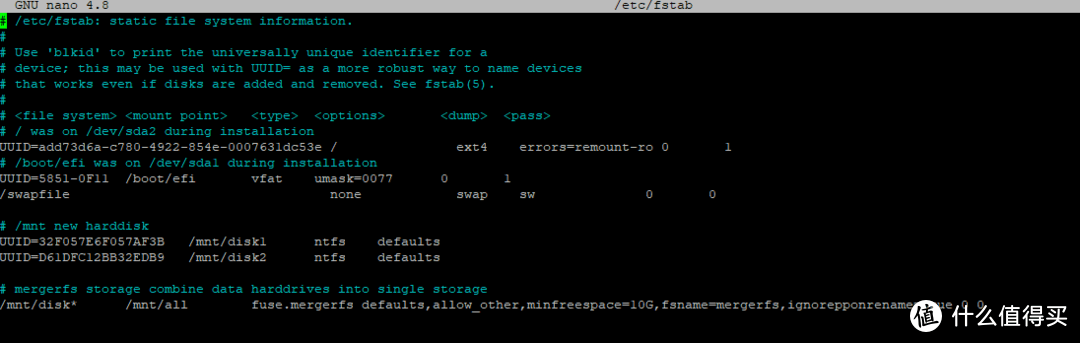 GNU nano 4.8 /etc/fstab
# /etc/fstab: static file system information.
#
# Use 'blkid' to print the universally unique identifier for a
# device; this may be used with UUID= as a more robust way to name devices
# that works even if disks are added and removed. See fstab(5).
#
# <file system> <mount point> <type> <options> <dump> <pass>
# / was on /dev/sda2 during installation
UUID=add73d6a-c780-4922-854e-0007631dc53e / ext4 errors=remount-ro 0 1
# /boot/efi was on /dev/sda1 during installation
UUID=5851-0F11 /boot/efi vfat umask=0077 0 1
/swapfile none swap sw 0 0
# /mnt new harddisk
UUID=32F057E6F057AF3B /mnt/disk1 ntfs defaults
UUID=D61DFC12BB32EDB9 /mnt/disk2 ntfs defaults
# mergerfs storage combine data harddrives into single storage
/mnt/disk* /mnt/all fuse.mergerfs defaults,allow_other,minfreespace=10G,fsname=mergerfs, 0 0
值 什么值得买